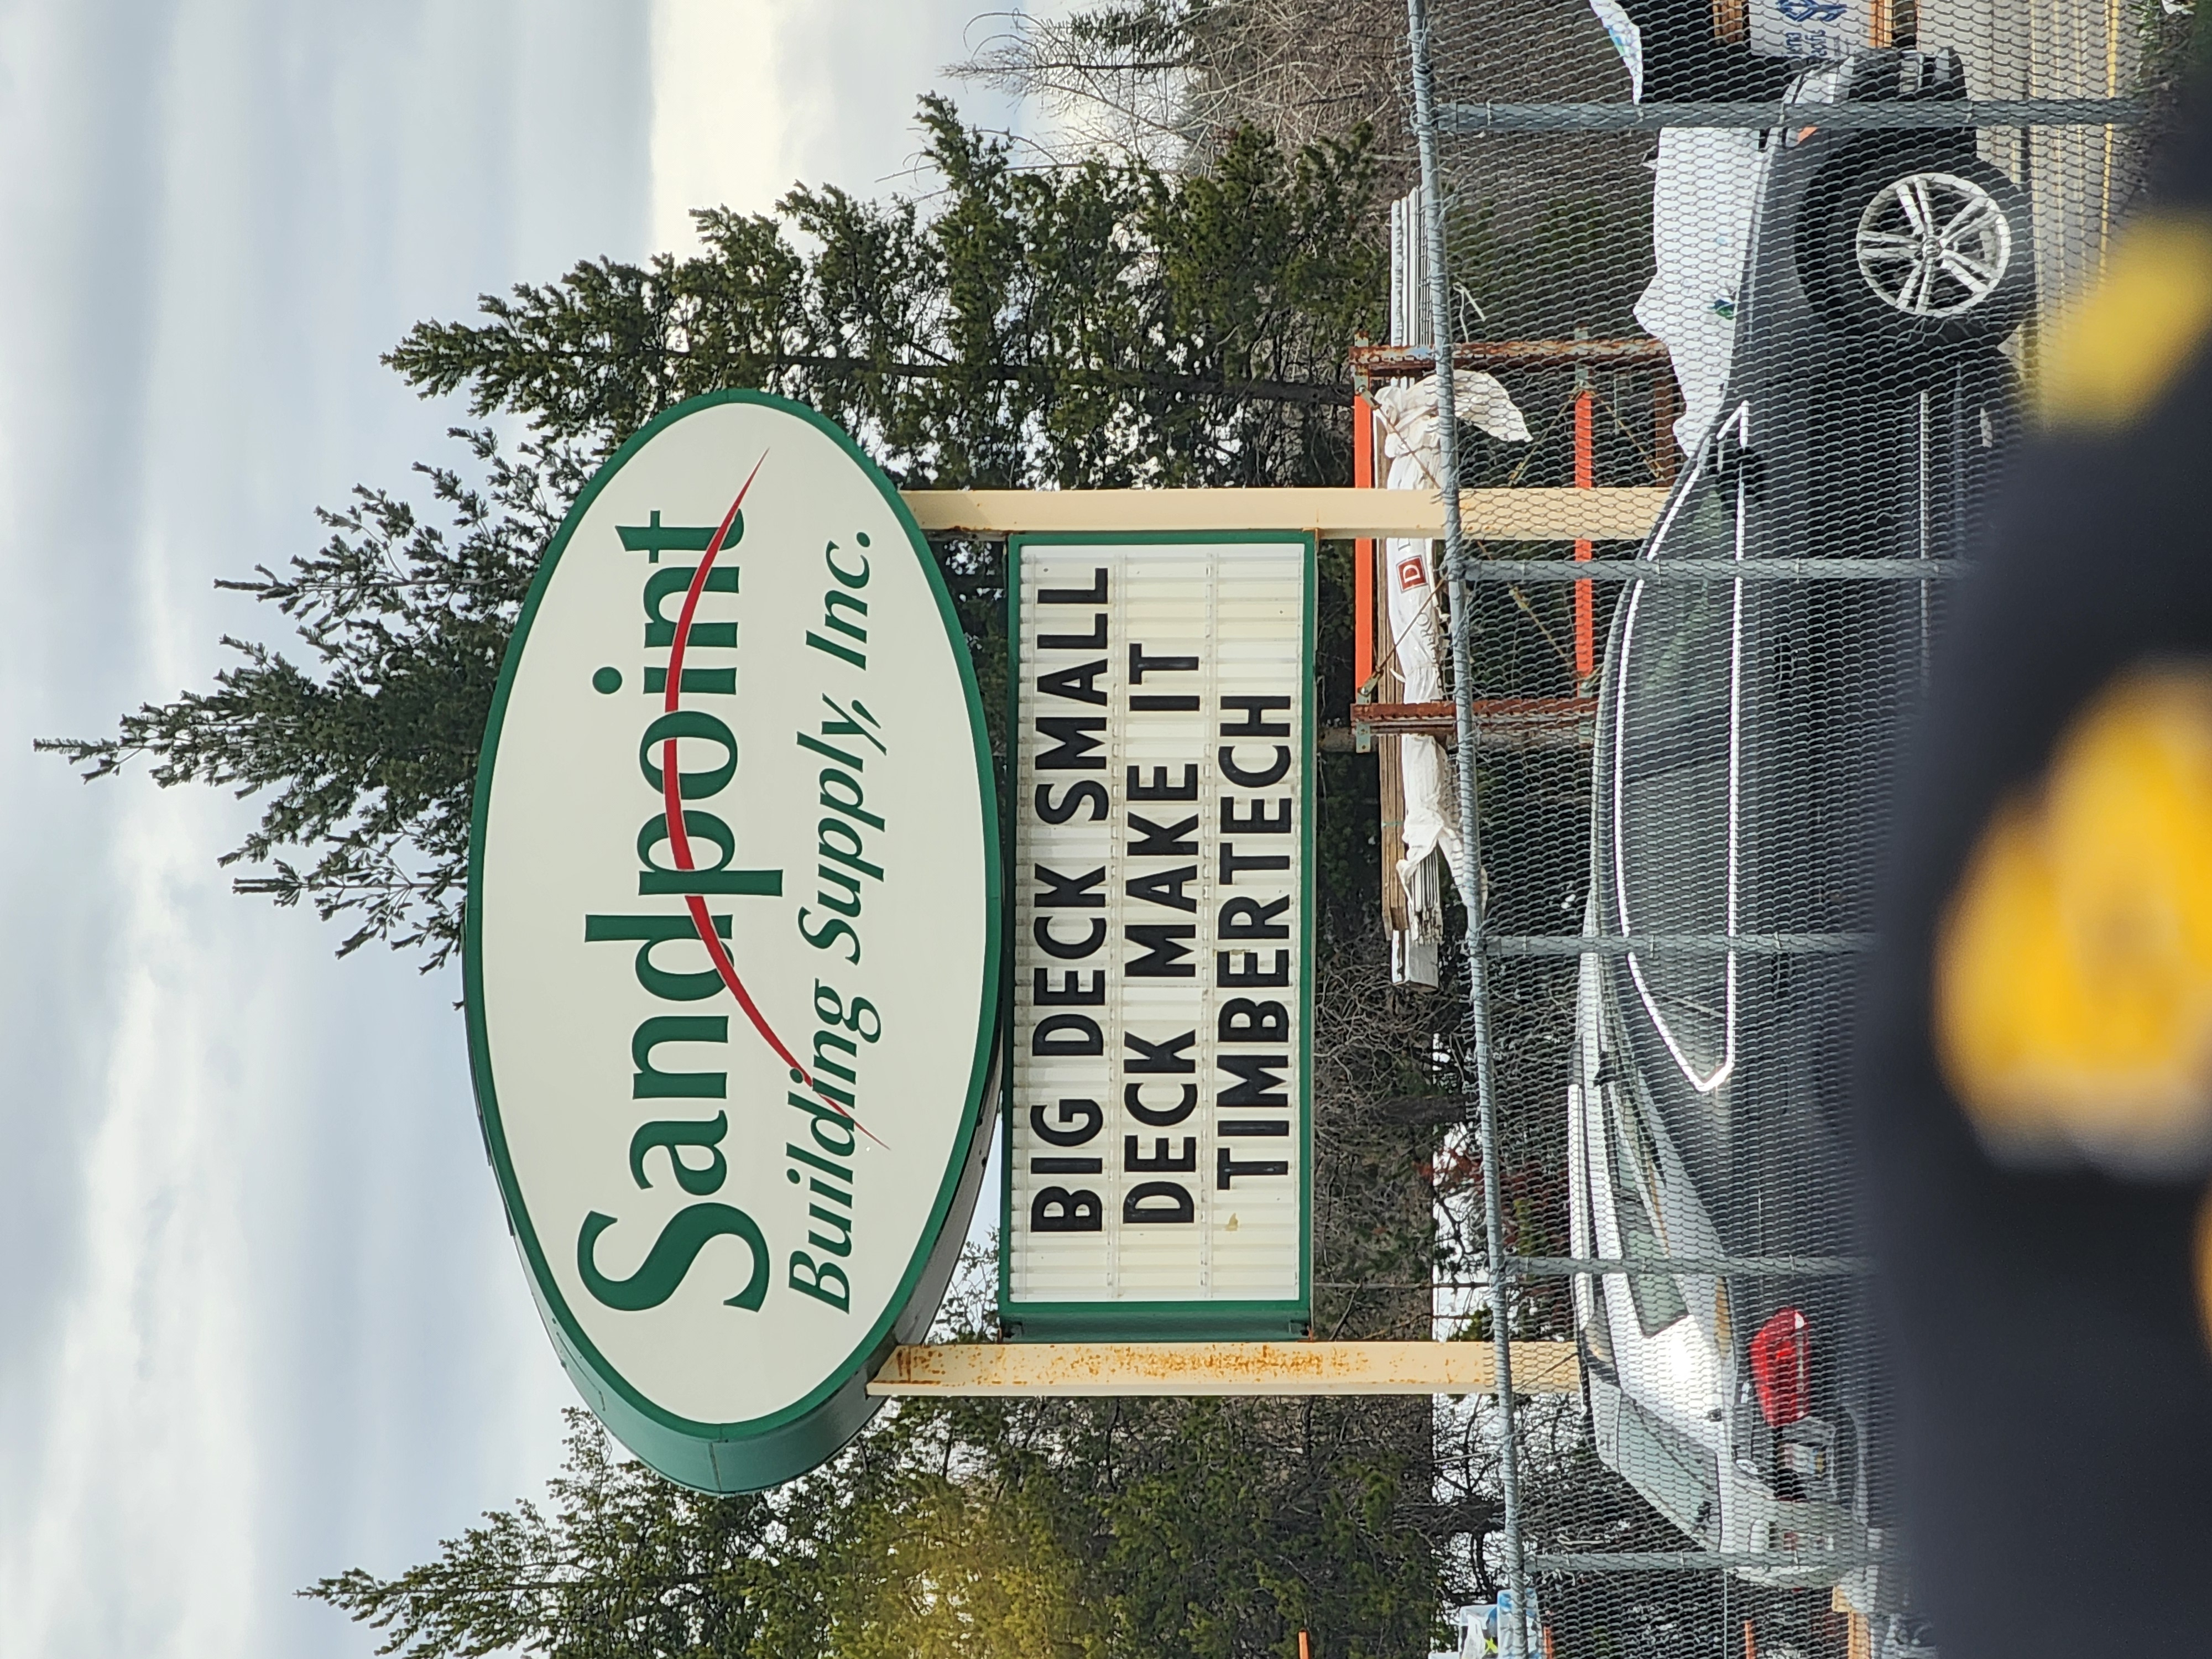 Sandpoint
Building Supply, Inc.
BIG DECK SMALL
DECK MAKE IT
TIMBERTECH